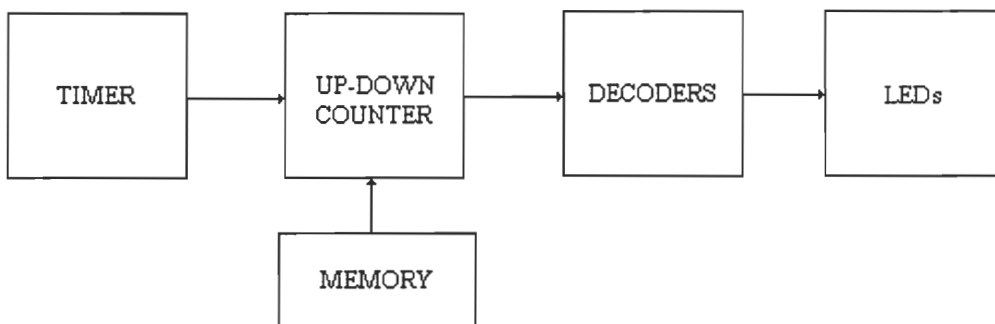 TIMER
UP-DOWN
COUNTER
DECODERS
LEDs
MEMORY